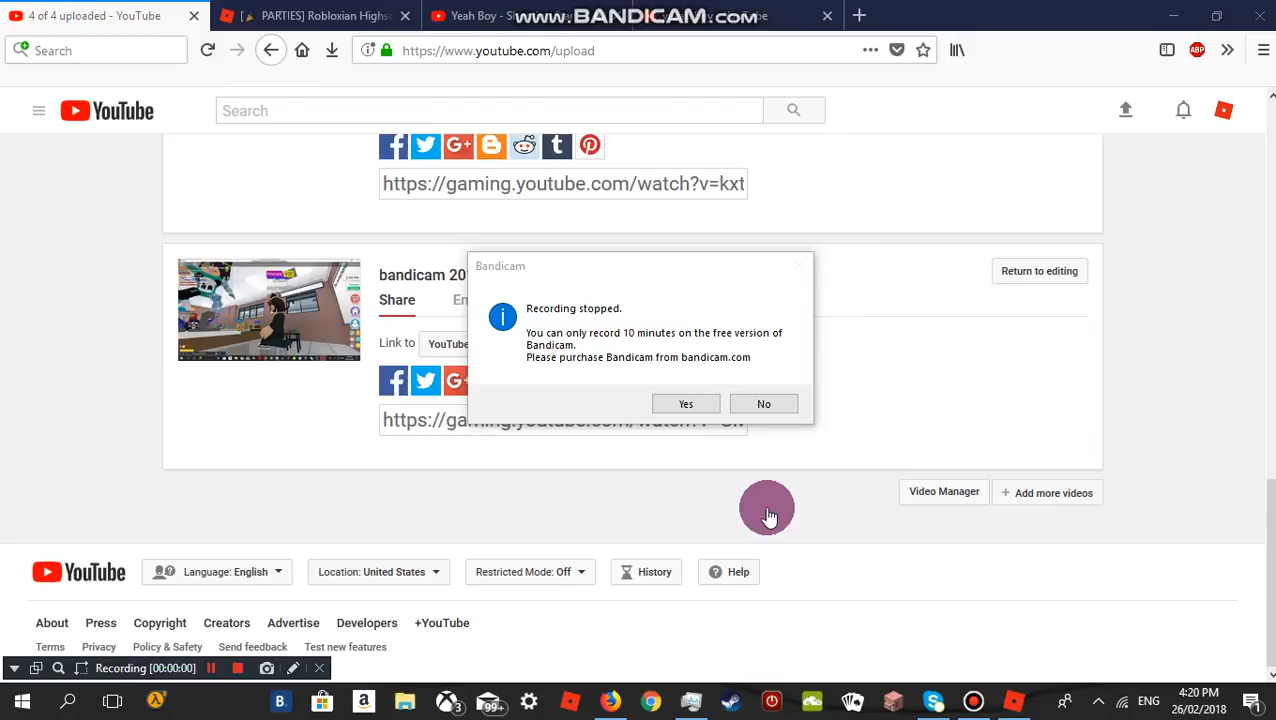 4 of 4 uploaded - YouTube
PARTIES] Robloxian Highs
Yeah Boy
www.BANDICAM.com
Search
https://www.youtube.com/upload
ABP
YouTube
Search
https://gaming.youtube.com/watch?v=kxt
bandicam 20
Return to editing
Share
Link to
YouTube
Bandicam
Recording stopped.
You can only record 10 minutes on the free version of
Bandicam.
Please purchase Bandicam from bandicam.com
Yes
No
Video Manager
+ Add more videos
YouTube
Language: English
Location: United States
Restricted Mode: Off
History
Help
About
Press
Copyright
Creators
Advertise
Developers
+YouTube
Terms
Privacy
Policy & Safety
Send feedback
Test new features
Recording [00:00:00]
B.
a
3
99+
ENG
4:20 PM
26/02/2018
1